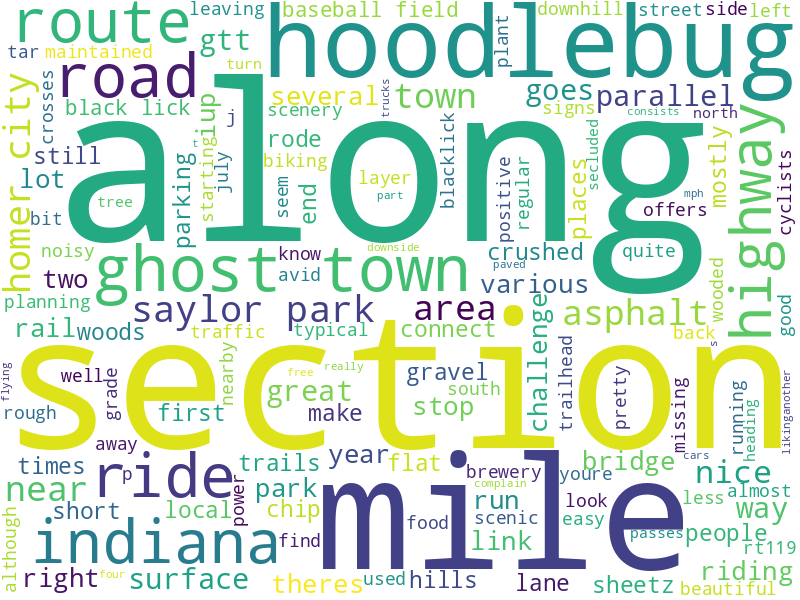 route
leaving
baseball field
downhill
street
side
left
gtt
hoodlebug
plant
tar
maintained
turn
road
crosses
black lick
iup
scenery
several
trucks
town
goes
parallel
signs
consists
north
homer city
j
along
rode
biking
still
lot
parking
starting
july
seem
end
layer
part
blacklick
positive
regular
places
secluded
mostly
mph
offers
highway
cyclists
bit
tree
noisy
two
ghost town
know
avid
downside
crushed
paved
quite
various
wooded
planning
saylor park
area
asphalt
good
rail
woods
traffic
typical
connect
challenge
back
s
section
flying
well
grade
nearby
free
really
great
gravel
south
trailhead
pretty
missing
running
heading
likinganother
rough
first
make
stop
away
times
p
ride
year
flat
brewery
youre
bridge
cars
trails
mile
complain
nice
near
power
park
run
look
less
almost
short
local
chip
food
scenic
easy
passes
people
way
although
indiana
find
link
rt119
right
four
surface
theres
used
hills
lane
sheetz
riding
beautiful
r